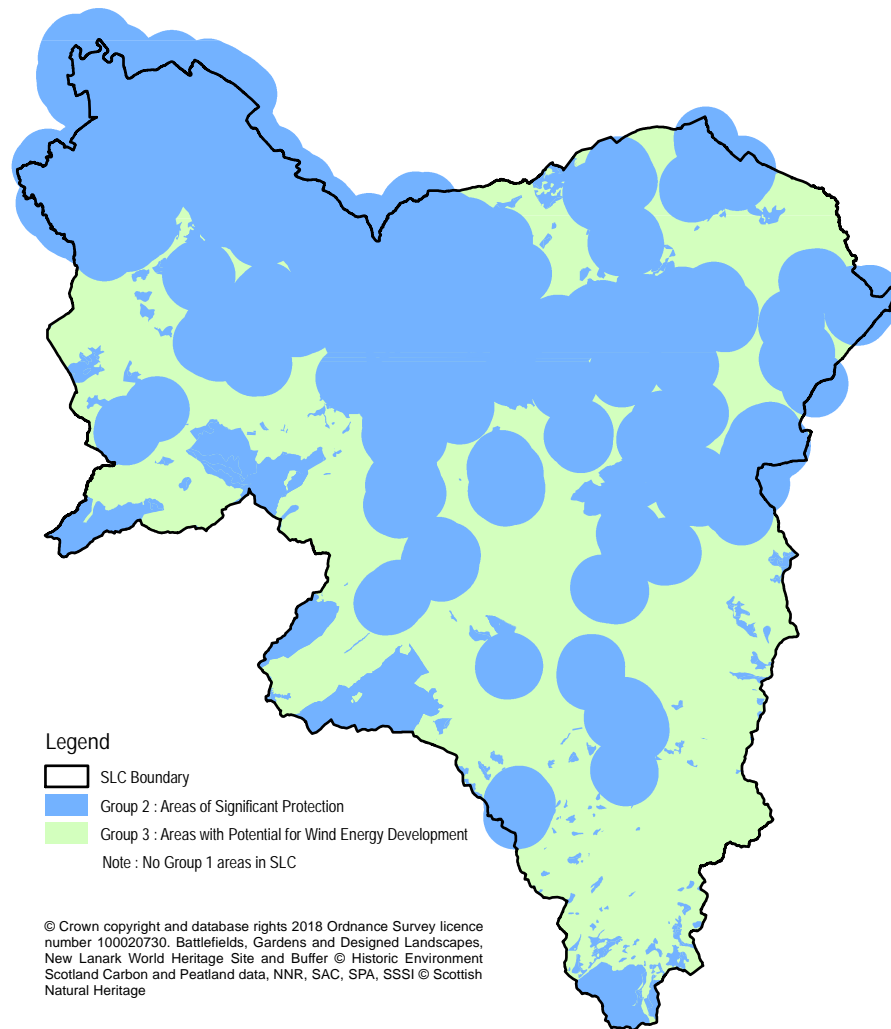 Legend
SLC Boundary
Group 2 : Areas of Significant Protection
Group 3 : Areas with Potential for Wind Energy Development
Note : No Group 1 areas in SLC
© Crown copyright and database rights 2018 Ordnance Survey licence
number 100020730. Battlefields, Gardens and Designed Landscapes,
New Lanark World Heritage Site and Buffer © Historic Environment
Scotland Carbon and Peatland data, NNR, SAC, SPA, SSSI © Scottish
Natural Heritage